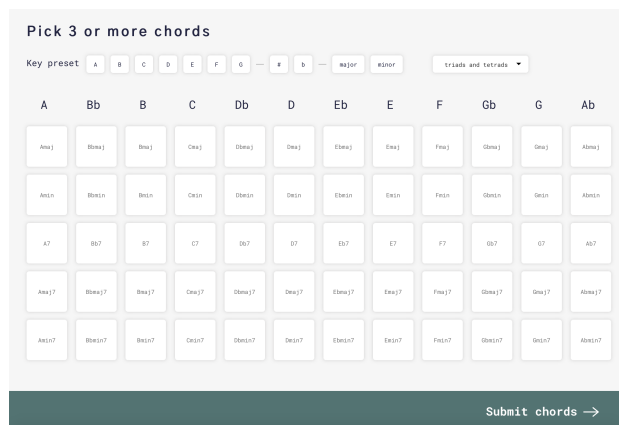 Pick 3 or more chords
Key preset A B C D E F G — # b — major minor triads and tetrads
A Bb B C Db D Eb E F Gb G Ab
Amaj Bbmaj Bmaj Cmaj Dbmaj Dmaj Ebmaj Emaj Fmaj Gbmaj Gmaj Abmaj
Amin Bbmin Bmin Cmin Dbmin Dmin Ebmin Emin Fmin Gbmin Gmin Abmin
A7 Bb7 B7 C7 Db7 D7 Eb7 E7 F7 Gb7 G7 Ab7
Amaj7 Bbmaj7 Bmaj7 Cmaj7 Dbmaj7 Dmaj7 Ebmaj7 Emaj7 Fmaj7 Gbmaj7 Gmaj7 Abmaj7
Amin7 Bbmin7 Bmin7 Cmin7 Dbmin7 Dmin7 Ebmin7 Emin7 Fmin7 Gbmin7 Gmin7 Abmin7
Submit chords →